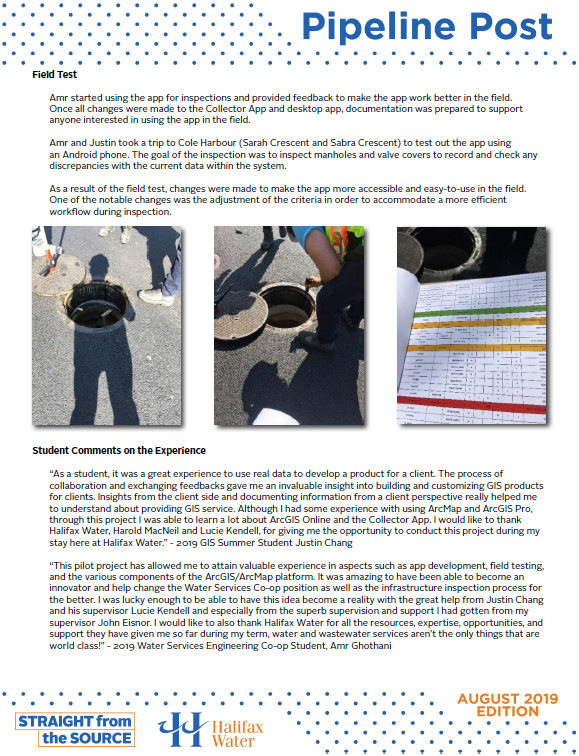 Pipeline Post
Field Test
Amr started using the app for inspections and provided feedback to make the app work better in the field.
Once all changes were made to the Collector App and desktop app, documentation was prepared to support
anyone interested in using the app in the field.
Amr and Justin took a trip to Cole Harbour (Sarah Crescent and Sabra Crescent) to test out the app using
an Android phone. The goal of the inspection was to inspect manholes and valve covers to record and check any
discrepancies with the current data within the system.
As a result of the field test, changes were made to make the app more accessible and easy-to-use in the field.
One of the notable changes was the adjustment of the criteria in order to accommodate a more efficient
workflow during inspection.
Student Comments on the Experience
“As a student, it was a great experience to use real data to develop a product for a client. The process of
collaboration and exchanging feedbacks gave me an invaluable insight into building and customizing GIS products
for clients. Insights from the client side and documenting information from a client perspective really helped me
to understand about providing GIS service. Although I had some experience with using ArcMap and ArcGIS Pro,
through this project I was able to learn a lot about ArcGIS Online and the Collector App. I would like to thank
Halifax Water, Harold MacNeil and Lucie Kendell, for giving me the opportunity to conduct this project during my
stay here at Halifax Water.” - 2019 GIS Summer Student Justin Chang
“This pilot project has allowed me to attain valuable experience in aspects such as app development, field testing,
and the various components of the ArcGIS/ArcMap platform. It was amazing to have been able to become an
innovator and help change the Water Services Co-op position as well as the infrastructure inspection process for
the better. I was lucky enough to be able to have this idea become a reality with the great help from Justin Chang
and his supervisor Lucie Kendell and especially from the superb supervision and support I had gotten from my
supervisor John Eisnor. I would like to also thank Halifax Water for all the resources, expertise, opportunities, and
support they have given me so far during my term, water and wastewater services aren’t the only things that are
world class!” - 2019 Water Services Engineering Co-op Student, Amr Ghothani
STRAIGHT from
the SOURCE
Halifax
Water
AUGUST 2019
EDITION